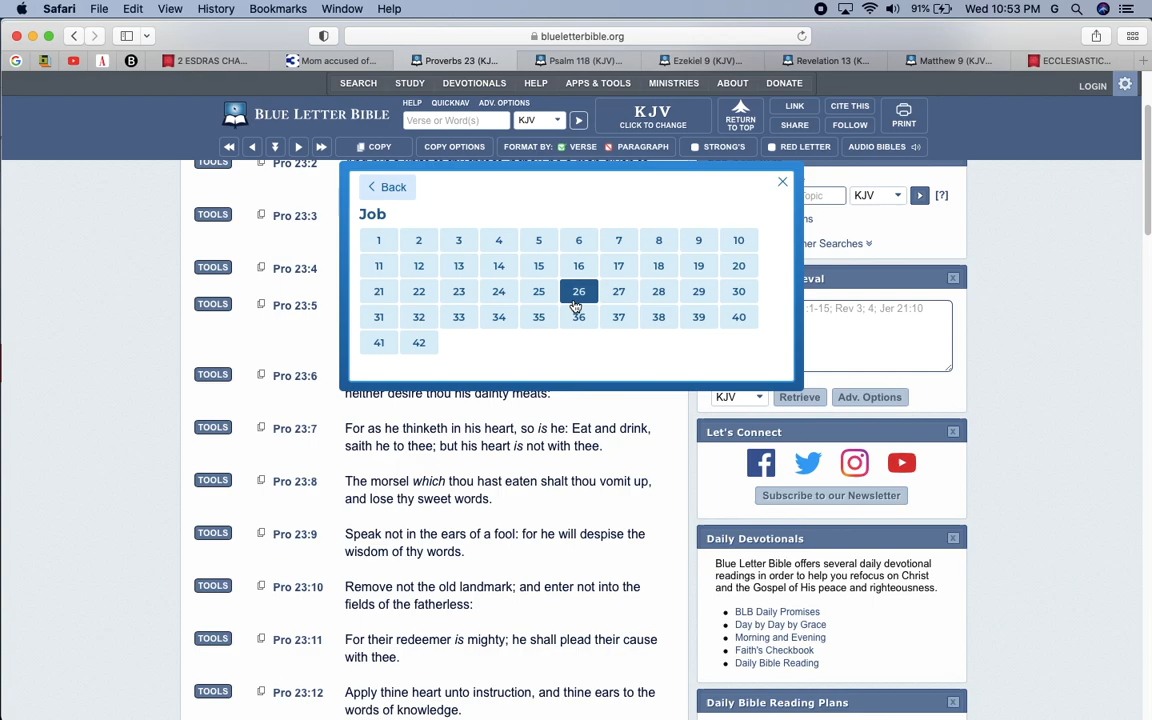 Safari File Edit View History Bookmarks Window Help 91% Wed 10:53 PM G
blueletterbible.org
2 ESDRAS CHA... Mom accused of... Proverbs 23 (KJ... Psalm 118 (KJV)... Ezekiel 9 (KJV)... Revelation 13 (K... Matthew 9 (KJV... ECCLESIASTIC...
SEARCH STUDY DEVOTIONALS HELP APPS & TOOLS MINISTRIES ABOUT DONATE LOGIN
BLUE LETTER BIBLE
HELP QUICKNAV ADV. OPTIONS
Verse or Word(s) KJV
KJV
CLICK TO CHANGE
RETURN
TO TOP
LINK CITE THIS
SHARE FOLLOW
PRINT
COPY COPY OPTIONS FORMAT BY: VERSE PARAGRAPH STRONG'S RED LETTER AUDIO BIBLES
TOOLS Pro 23:2
TOOLS Pro 23:3
TOOLS Pro 23:4
TOOLS Pro 23:5
TOOLS Pro 23:6
Back
Job
1 2 3 4 5 6 7 8 9 10
11 12 13 14 15 16 17 18 19 20
21 22 23 24 25 26 27 28 29 30
31 32 33 34 35 36 37 38 39 40
41 42
neither desire thou his dainty meats:
TOOLS Pro 23:7 For as he thinketh in his heart, so is he: Eat and drink,
saith he to thee; but his heart is not with thee.
TOOLS Pro 23:8 The morsel which thou hast eaten shalt thou vomit up,
and lose thy sweet words.
TOOLS Pro 23:9 Speak not in the ears of a fool: for he will despise the
wisdom of thy words.
TOOLS Pro 23:10 Remove not the old landmark; and enter not into the
fields of the fatherless:
TOOLS Pro 23:11 For their redeemer is mighty; he shall plead their cause
with thee.
TOOLS Pro 23:12 Apply thine heart unto instruction, and thine ears to the
words of knowledge.
Topic KJV [?]
ns
her Searches
eval
:1-15; Rev 3; 4; Jer 21:10
KJV Retrieve Adv. Options
Let's Connect
Subscribe to our Newsletter
Daily Devotionals
Blue Letter Bible offers several daily devotional
readings in order to help you refocus on Christ
and the Gospel of His peace and righteousness.
BLB Daily Promises
Day by Day by Grace
Morning and Evening
Faith's Checkbook
Daily Bible Reading
Daily Bible Reading Plans